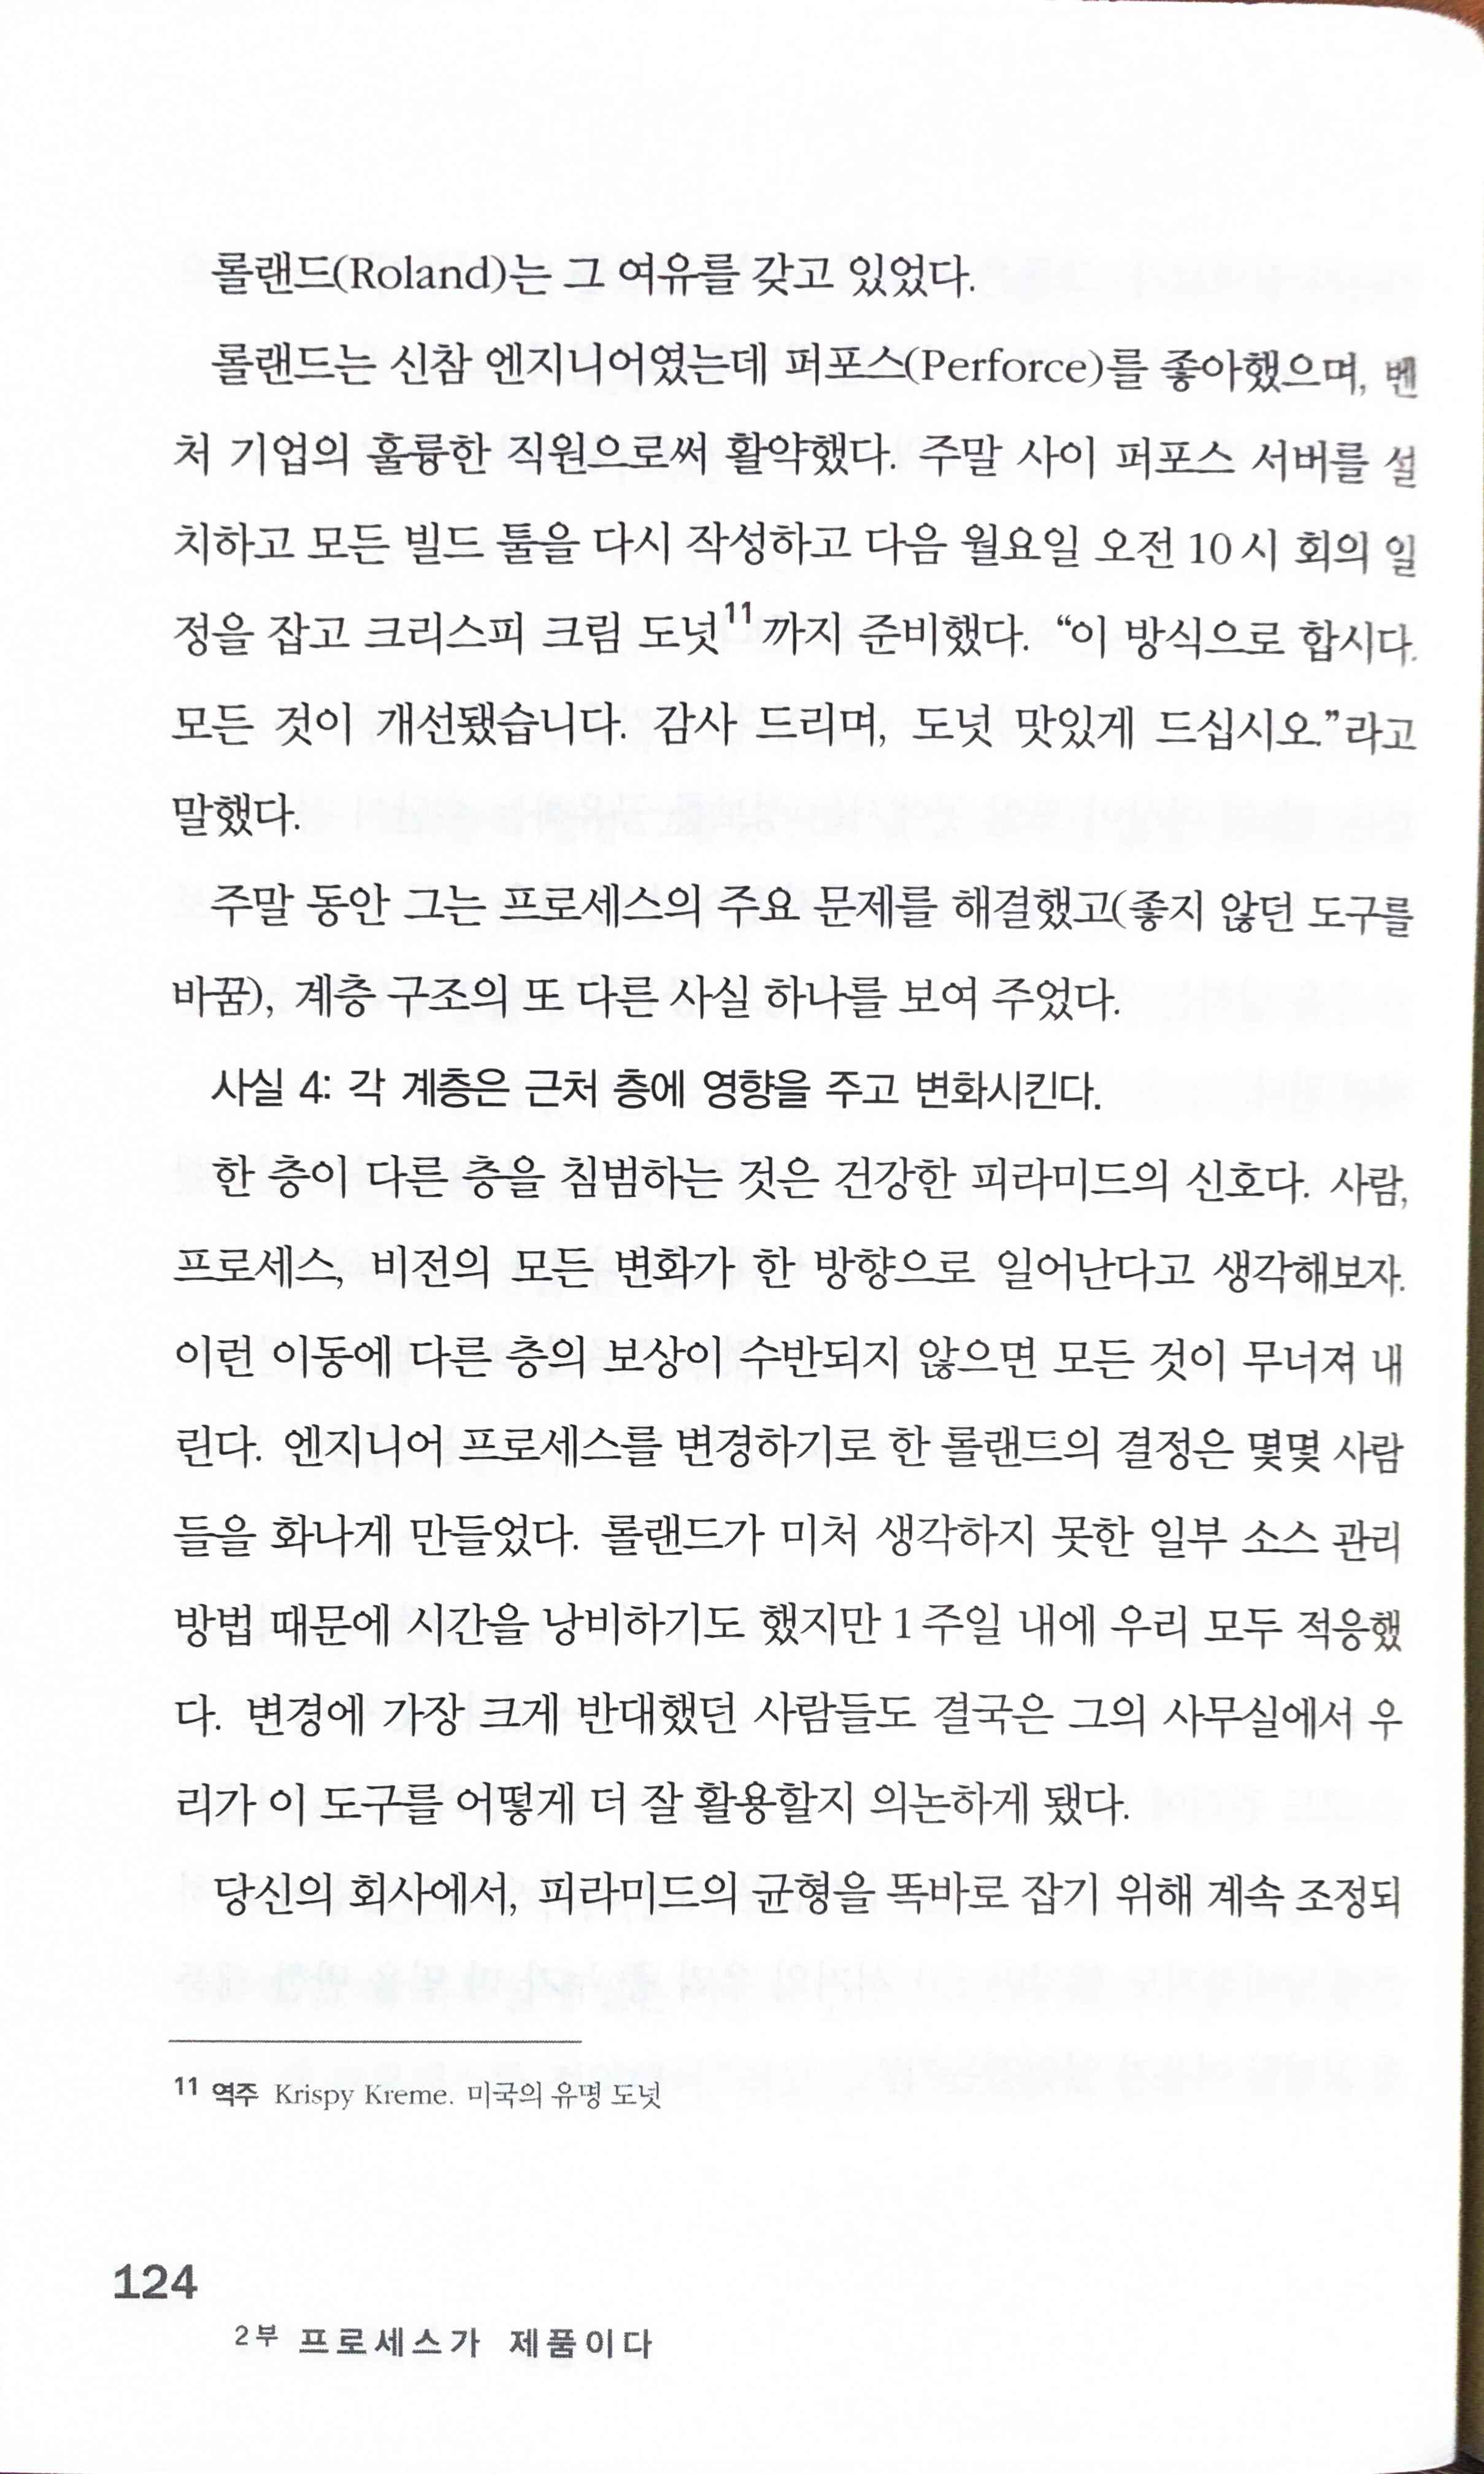 롤랜드(Roland)는 그 여유를 갖고 있었다.
롤랜드는 신참 엔지니어였는데 퍼포스(Perforce)를 좋아했으며, 벤
처 기업의 훌륭한 직원으로써 활약했다. 주말 사이 퍼포스 서버를 설
치하고 모든 빌드 툴을 다시 작성하고 다음 월요일 오전 10시 회의 일
정을 잡고 크리스피 크림 도넛11까지 준비했다. “이 방식으로 합시다.
모든 것이 개선됐습니다. 감사 드리며, 도넛 맛있게 드십시오.”라고
말했다.
주말 동안 그는 프로세스의 주요 문제를 해결했고(좋지 않던 도구를
바꿈), 계층 구조의 또 다른 사실 하나를 보여 주었다.
사실 4: 각 계층은 근처 층에 영향을 주고 변화시킨다.
한 층이 다른 층을 침범하는 것은 건강한 피라미드의 신호다. 사람,
프로세스, 비전의 모든 변화가 한 방향으로 일어난다고 생각해보자.
이런 이동에 다른 층의 보상이 수반되지 않으면 모든 것이 무너져 내
린다. 엔지니어 프로세스를 변경하기로 한 롤랜드의 결정은 몇몇 사람
들을 화나게 만들었다. 롤랜드가 미처 생각하지 못한 일부 소스 관리
방법 때문에 시간을 낭비하기도 했지만 1주일 내에 우리 모두 적응했
다. 변경에 가장 크게 반대했던 사람들도 결국은 그의 사무실에서 우
리가 이 도구를 어떻게 더 잘 활용할지 의논하게 됐다.
당신의 회사에서, 피라미드의 균형을 똑바로 잡기 위해 계속 조정되
11 역주 Krispy Kreme. 미국의 유명 도넛
124
2부 프로세스가 제품이다